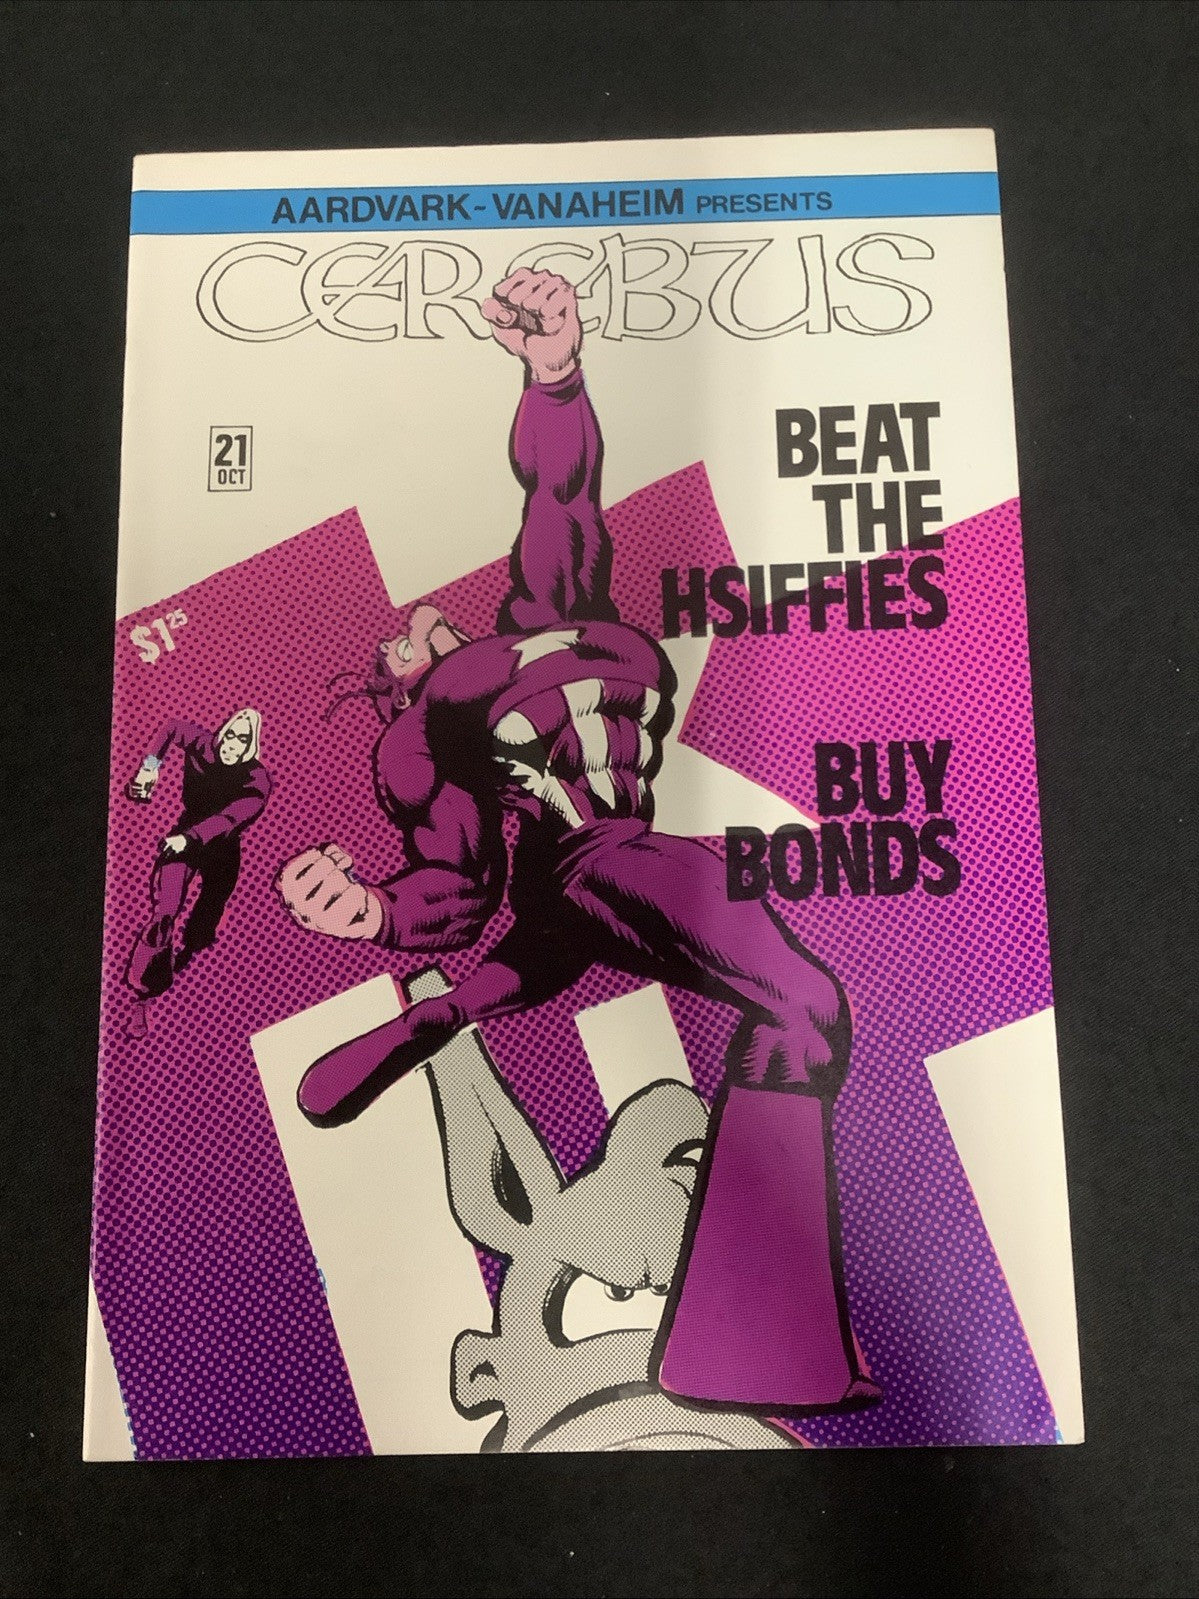 AARDVARK~VANAHEIM PRESENTS
CEREBUS
21
OCT
BEAT
THE
HSIFFIES
$1.25
BUY
BONDS